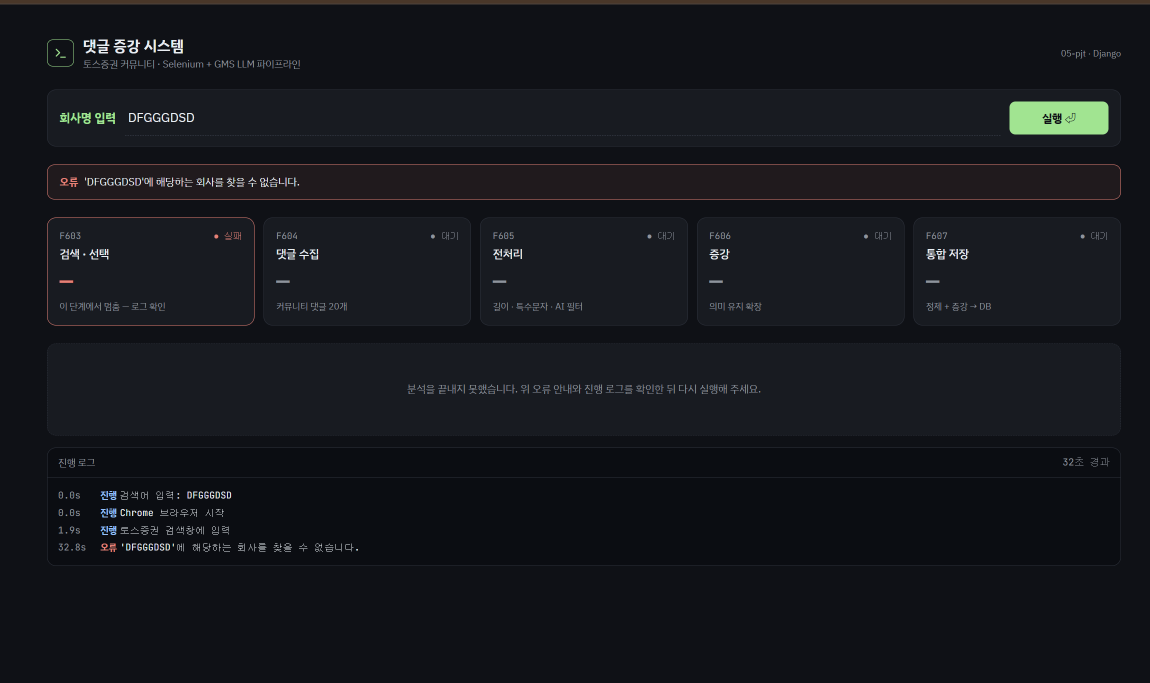 >_
댓글 증강 시스템
토스증권 커뮤니티 · Selenium + GMS LLM 파이프라인
05-pjt · Django
회사명 입력 DFGGGDSD
실행 ⏎
오류 'DFGGGDSD'에 해당하는 회사를 찾을 수 없습니다.
F603 ● 실패
검색 · 선택
—
이 단계에서 멈춤 — 로그 확인
F604 ● 대기
댓글 수집
—
커뮤니티 댓글 20개
F605 ● 대기
전처리
—
길이 · 특수문자 · AI 필터
F606 ● 대기
증강
—
의미 유지 확장
F607 ● 대기
통합 저장
—
정제 + 증강 → DB
분석을 끝내지 못했습니다. 위 오류 안내와 진행 로그를 확인한 뒤 다시 실행해 주세요.
진행 로그 32초 경과
0.0s 진행 검색어 입력: DFGGGDSD
0.0s 진행 Chrome 브라우저 시작
1.9s 진행 토스증권 검색창에 입력
32.8s 오류 'DFGGGDSD'에 해당하는 회사를 찾을 수 없습니다.